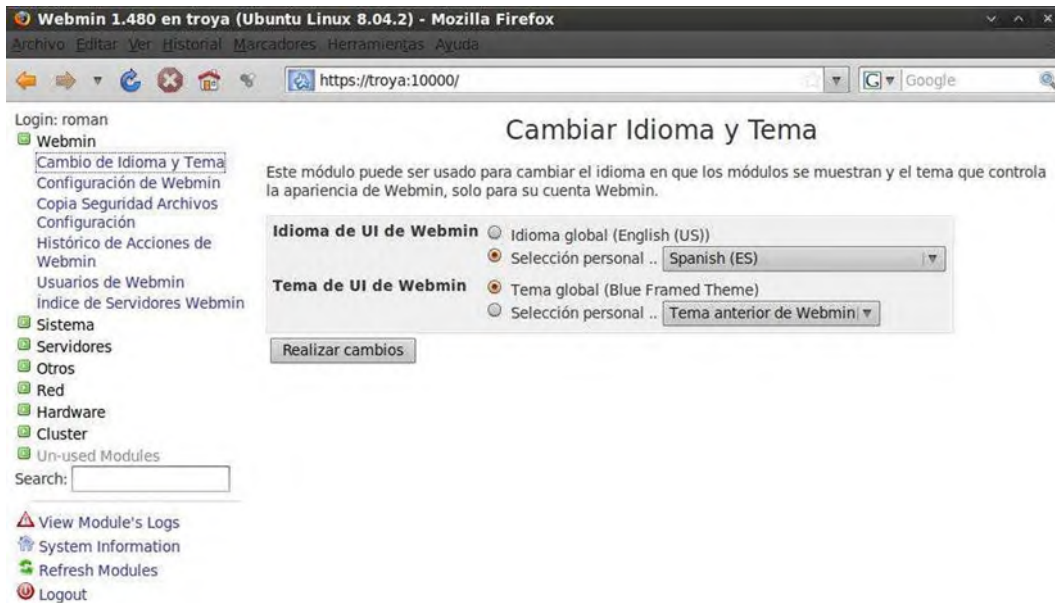 Webmin 1.480 en troya (Ubuntu Linux 8.04.2) - Mozilla Firefox
Archivo Editar Ver Historial Marcadores Herramientas Ayuda
https://troya:10000/
G Google
Login: roman
Webmin
Cambio de Idioma y Tema
Configuración de Webmin
Copia Seguridad Archivos
Configuración
Histórico de Acciones de
Webmin
Usuarios de Webmin
Índice de Servidores Webmin
Sistema
Servidores
Otros
Red
Hardware
Cluster
Un-used Modules
Search:
View Module's Logs
System Information
Refresh Modules
Logout
Cambiar Idioma y Tema
Este módulo puede ser usado para cambiar el idioma en que los módulos se muestran y el tema que controla
la apariencia de Webmin, solo para su cuenta Webmin.
Idioma de UI de Webmin Idioma global (English (US))
Selección personal .. Spanish (ES)
Tema de UI de Webmin Tema global (Blue Framed Theme)
Selección personal .. Tema anterior de Webmin
Realizar cambios